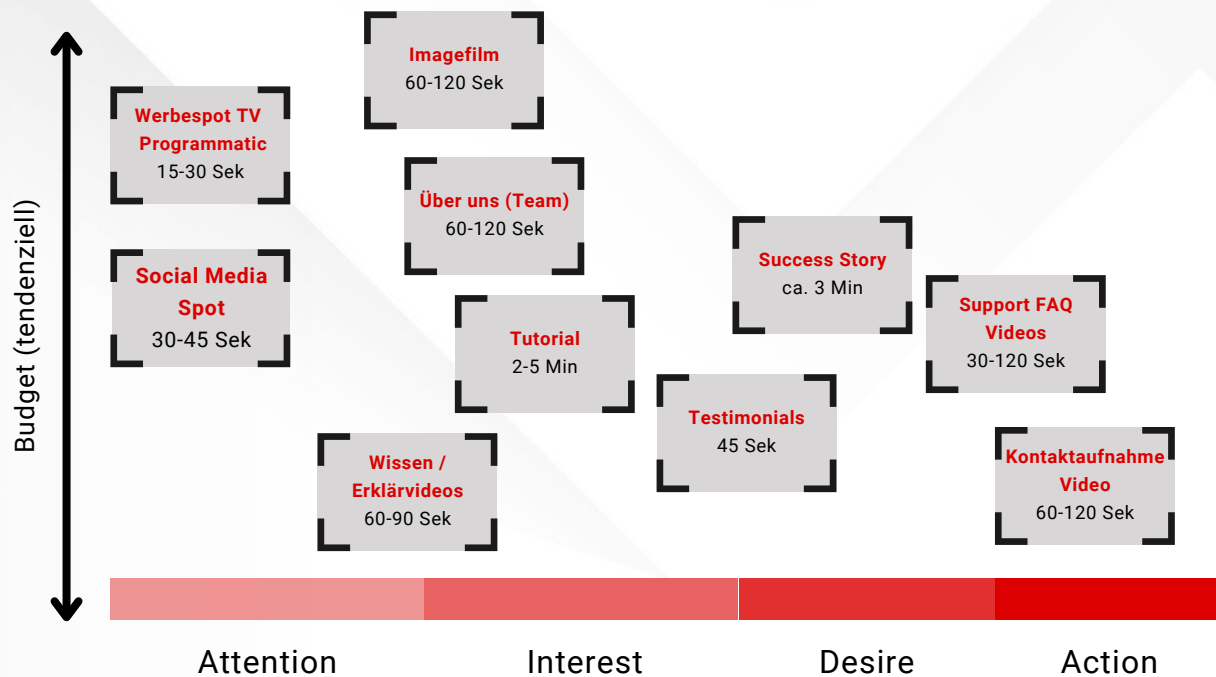 Budget (tendenziell)
Imagefilm
60-120 Sek
Werbespot TV
Programmatic
15-30 Sek
Über uns (Team)
60-120 Sek
Social Media
Spot
30-45 Sek
Success Story
ca. 3 Min
Support FAQ
Videos
30-120 Sek
Tutorial
2-5 Min
Testimonials
45 Sek
Wissen /
Erklärvideos
60-90 Sek
Kontaktaufnahme
Video
60-120 Sek
Attention
Interest
Desire
Action